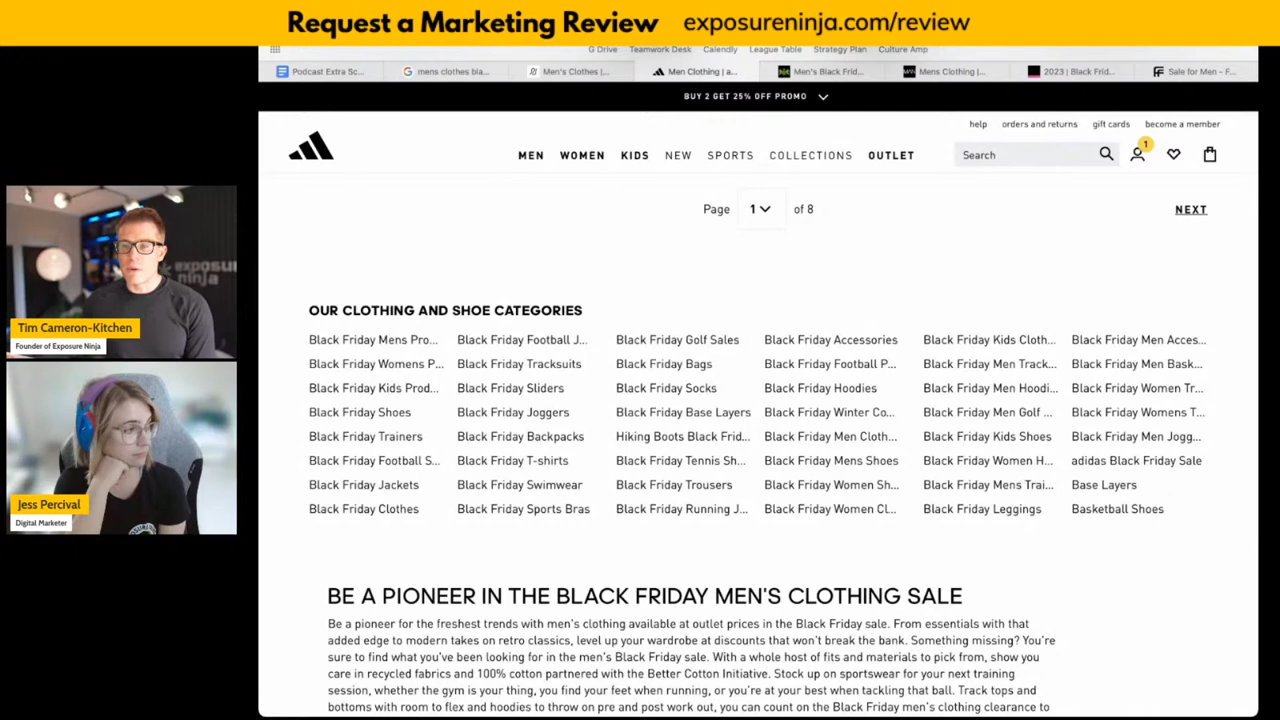 Request a Marketing Review exposureninja.com/review
G Drive Teamwork Desk Calendly League Table Strategy Plan Culture Amp
Podcast Extra Sc... mens clothes bla... Men's Clothes |... Men Clothing | a... Men's Black Frid... Mens Clothing |... 2023 | Black Frid... Sale for Men - F...
BUY 2 GET 25% OFF PROMO
help orders and returns gift cards become a member
MEN WOMEN KIDS NEW SPORTS COLLECTIONS OUTLET Search 1
Page 1 of 8 NEXT
OUR CLOTHING AND SHOE CATEGORIES
Black Friday Mens Pro... Black Friday Football J... Black Friday Golf Sales Black Friday Accessories Black Friday Kids Cloth... Black Friday Men Acces...
Black Friday Womens P... Black Friday Tracksuits Black Friday Bags Black Friday Football P... Black Friday Men Track... Black Friday Men Bask...
Black Friday Kids Prod... Black Friday Sliders Black Friday Socks Black Friday Hoodies Black Friday Men Hoodi... Black Friday Women Tr...
Black Friday Shoes Black Friday Joggers Black Friday Base Layers Black Friday Winter Co... Black Friday Men Golf ... Black Friday Womens T...
Black Friday Trainers Black Friday Backpacks Hiking Boots Black Frid... Black Friday Men Cloth... Black Friday Kids Shoes Black Friday Men Jogg...
Black Friday Football S... Black Friday T-shirts Black Friday Tennis Sh... Black Friday Mens Shoes Black Friday Women H... adidas Black Friday Sale
Black Friday Jackets Black Friday Swimwear Black Friday Trousers Black Friday Women Sh... Black Friday Mens Trai... Base Layers
Black Friday Clothes Black Friday Sports Bras Black Friday Running J... Black Friday Women Cl... Black Friday Leggings Basketball Shoes
BE A PIONEER IN THE BLACK FRIDAY MEN'S CLOTHING SALE
Be a pioneer for the freshest trends with men's clothing available at outlet prices in the Black Friday sale. From essentials with that
added edge to modern takes on retro classics, level up your wardrobe at discounts that won't break the bank. Something missing? You're
sure to find what you've been looking for in the men's Black Friday sale. With a whole host of fits and materials to pick from, show you
care in recycled fabrics and 100% cotton partnered with the Better Cotton Initiative. Stock up on sportswear for your next training
session, whether the gym is your thing, you find your feet when running, or you're at your best when tackling that ball. Track tops and
bottoms with room to flex and hoodies to throw on pre and post work out, you can count on the Black Friday men's clothing clearance to
exposure
ninja
Tim Cameron-Kitchen
Founder of Exposure Ninja
Jess Percival
Digital Marketer